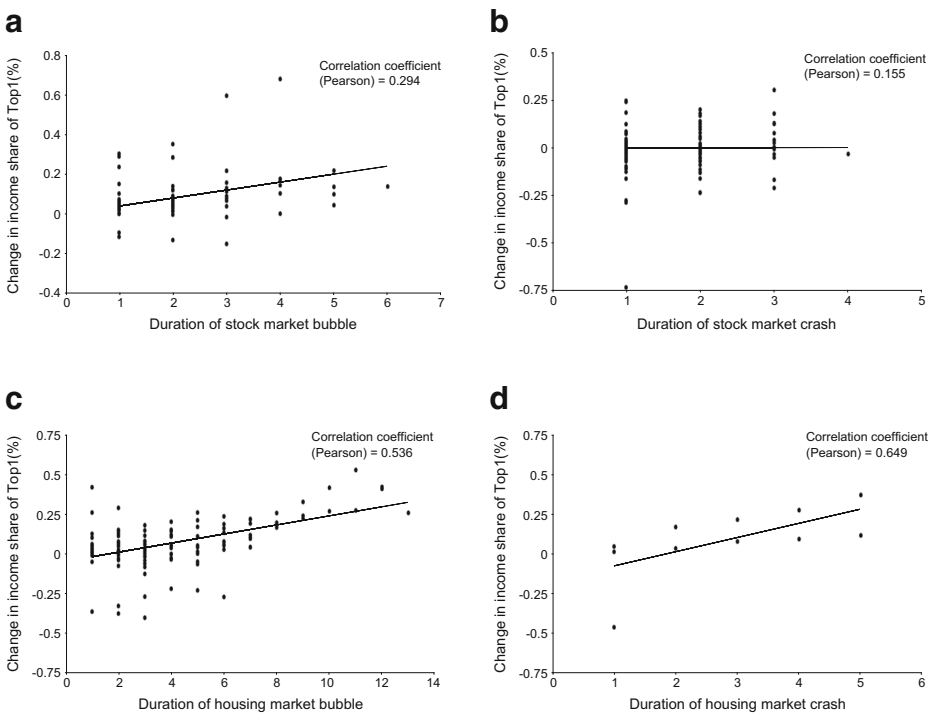 a
Correlation coefficient
(Pearson) = 0.294
Change in income share of Top1(%)
0.8
0.6
0.4
0.2
0
-0.2
-0.4
0 1 2 3 4 5 6 7
Duration of stock market bubble
b
Correlation coefficient
(Pearson) = 0.155
Change in income share of Top1(%)
0.5
0.25
0
-0.25
-0.5
-0.75
0 1 2 3 4 5
Duration of stock market crash
c
Correlation coefficient
(Pearson) = 0.536
Change in income share of Top1(%)
0.75
0.5
0.25
0
-0.25
-0.5
-0.75
0 2 4 6 8 10 12 14
Duration of housing market bubble
d
Correlation coefficient
(Pearson) = 0.649
Change in income share of Top1(%)
0.75
0.5
0.25
0
-0.25
-0.5
-0.75
0 1 2 3 4 5 6
Duration of housing market crash